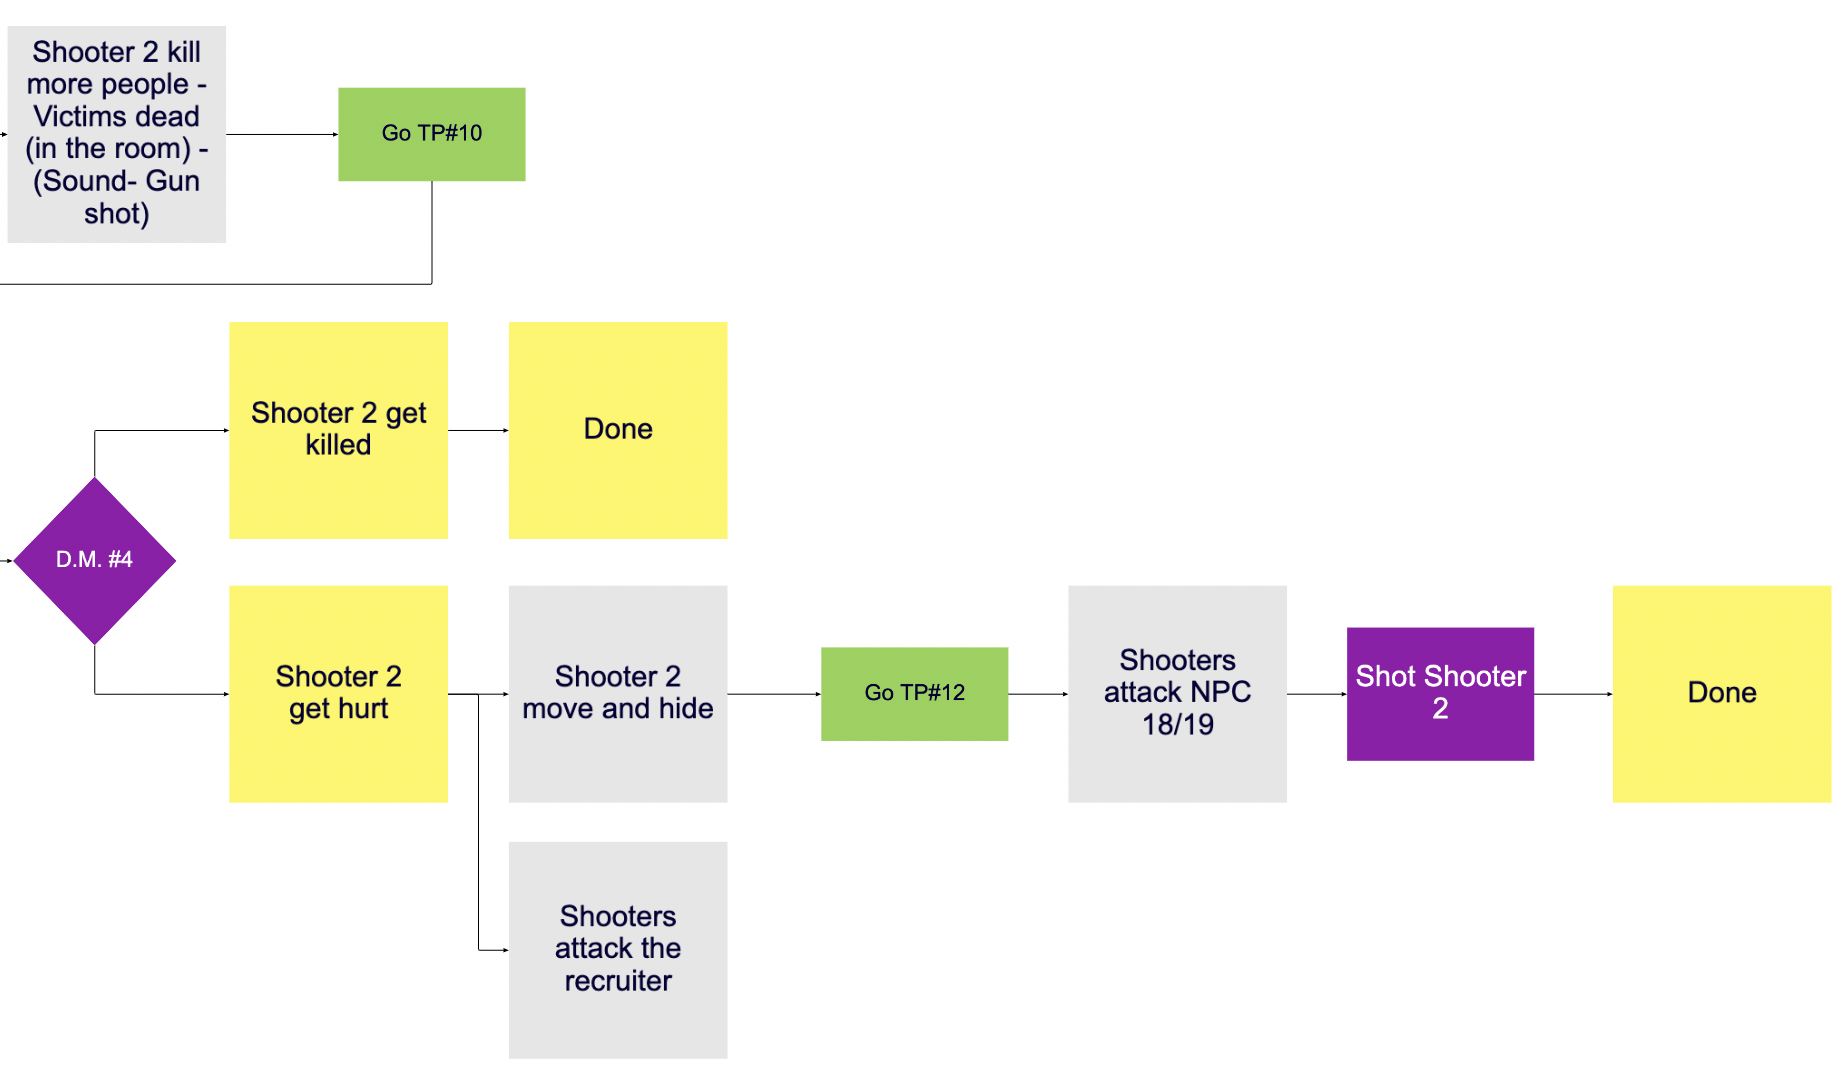 Shooter 2 kill
more people -
Victims dead
(in the room) -
(Sound- Gun
shot)
Go TP#10
Shooter 2 get
killed
Done
D.M. #4
Shooter 2
get hurt
Shooter 2
move and hide
Go TP#12
Shooters
attack NPC
18/19
Shot Shooter
2
Done
Shooters
attack the
recruiter